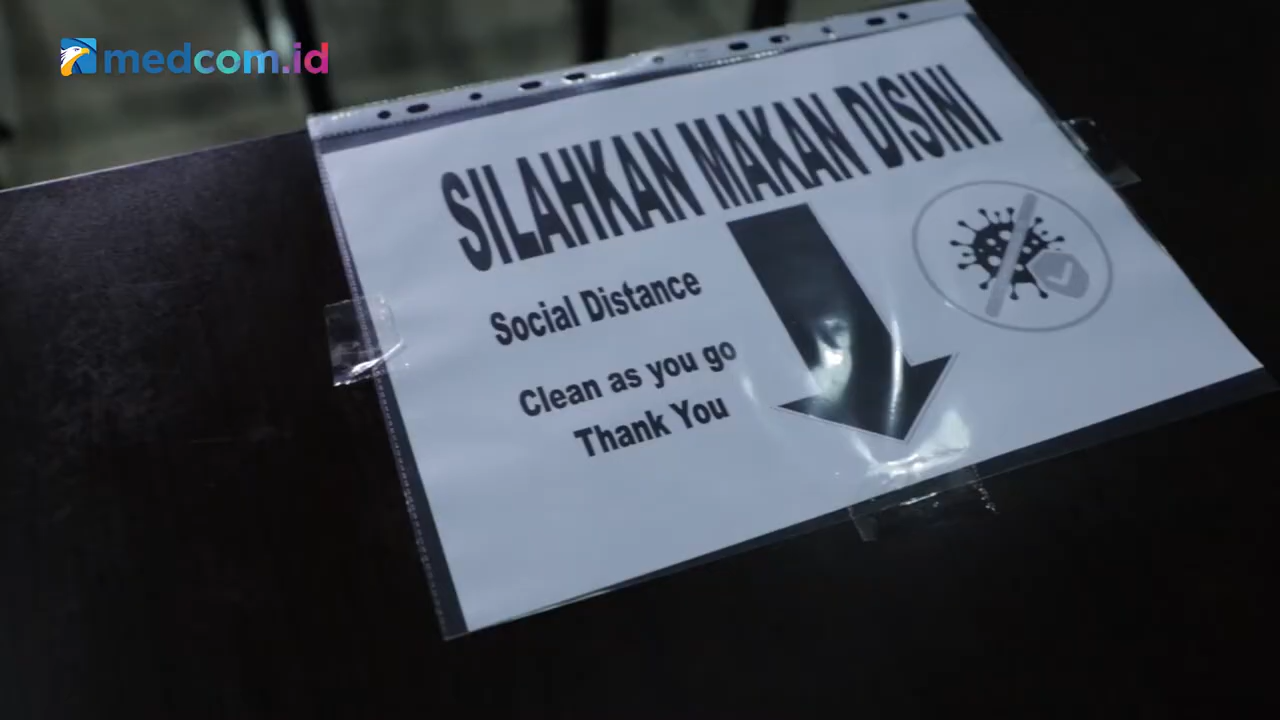 medcom.id
SILAHKAN MAKAN DISINI
Social Distance
Clean as you go
Thank You